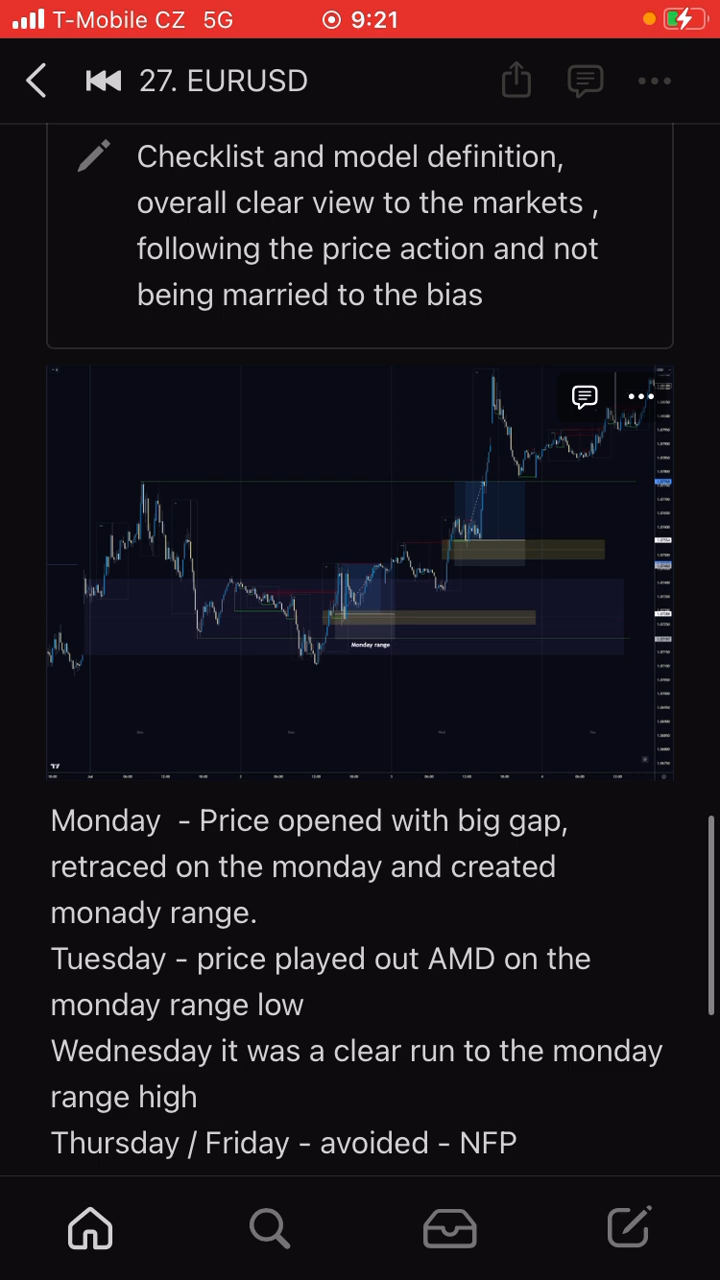 T-Mobile CZ 5G 9:21
27. EURUSD
Checklist and model definition,
overall clear view to the markets ,
following the price action and not
being married to the bias
Monday range
Monday - Price opened with big gap,
retraced on the monday and created
monady range.
Tuesday - price played out AMD on the
monday range low
Wednesday it was a clear run to the monday
range high
Thursday / Friday - avoided - NFP